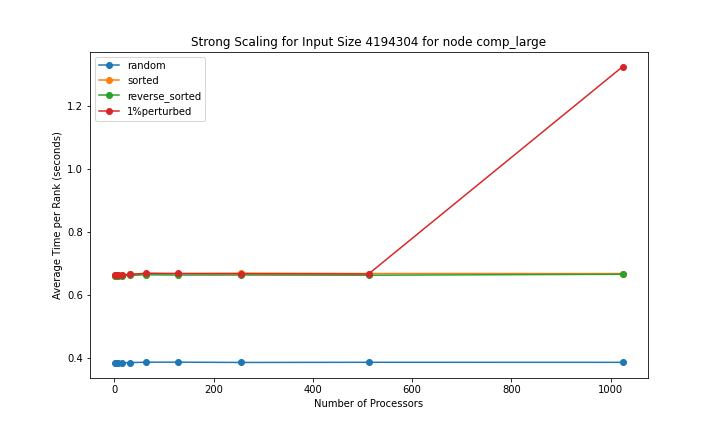 Strong Scaling for Input Size 4194304 for node comp_large
random
sorted
reverse_sorted
1%perturbed
Average Time per Rank (seconds)
1.2
1.0
0.8
0.6
0.4
0 200 400 600 800 1000
Number of Processors